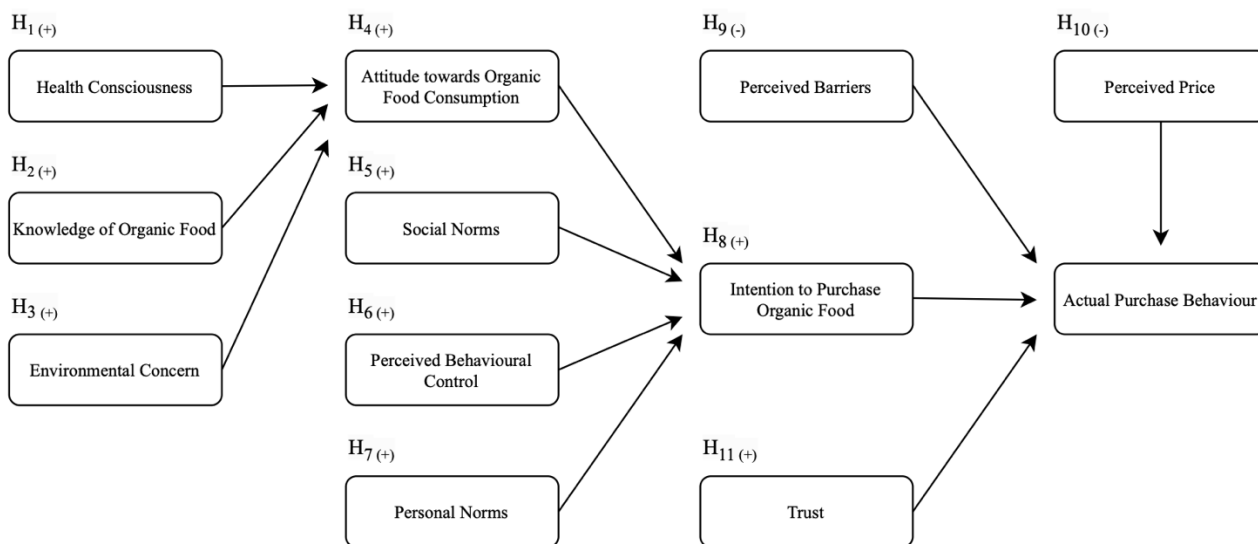 H1 (+)
Health Consciousness
H2 (+)
Knowledge of Organic Food
H3 (+)
Environmental Concern
H4 (+)
Attitude towards Organic
Food Consumption
H5 (+)
Social Norms
H6 (+)
Perceived Behavioural
Control
H7 (+)
Personal Norms
H9 (-)
Perceived Barriers
H8 (+)
Intention to Purchase
Organic Food
H11 (+)
Trust
H10 (-)
Perceived Price
Actual Purchase Behaviour